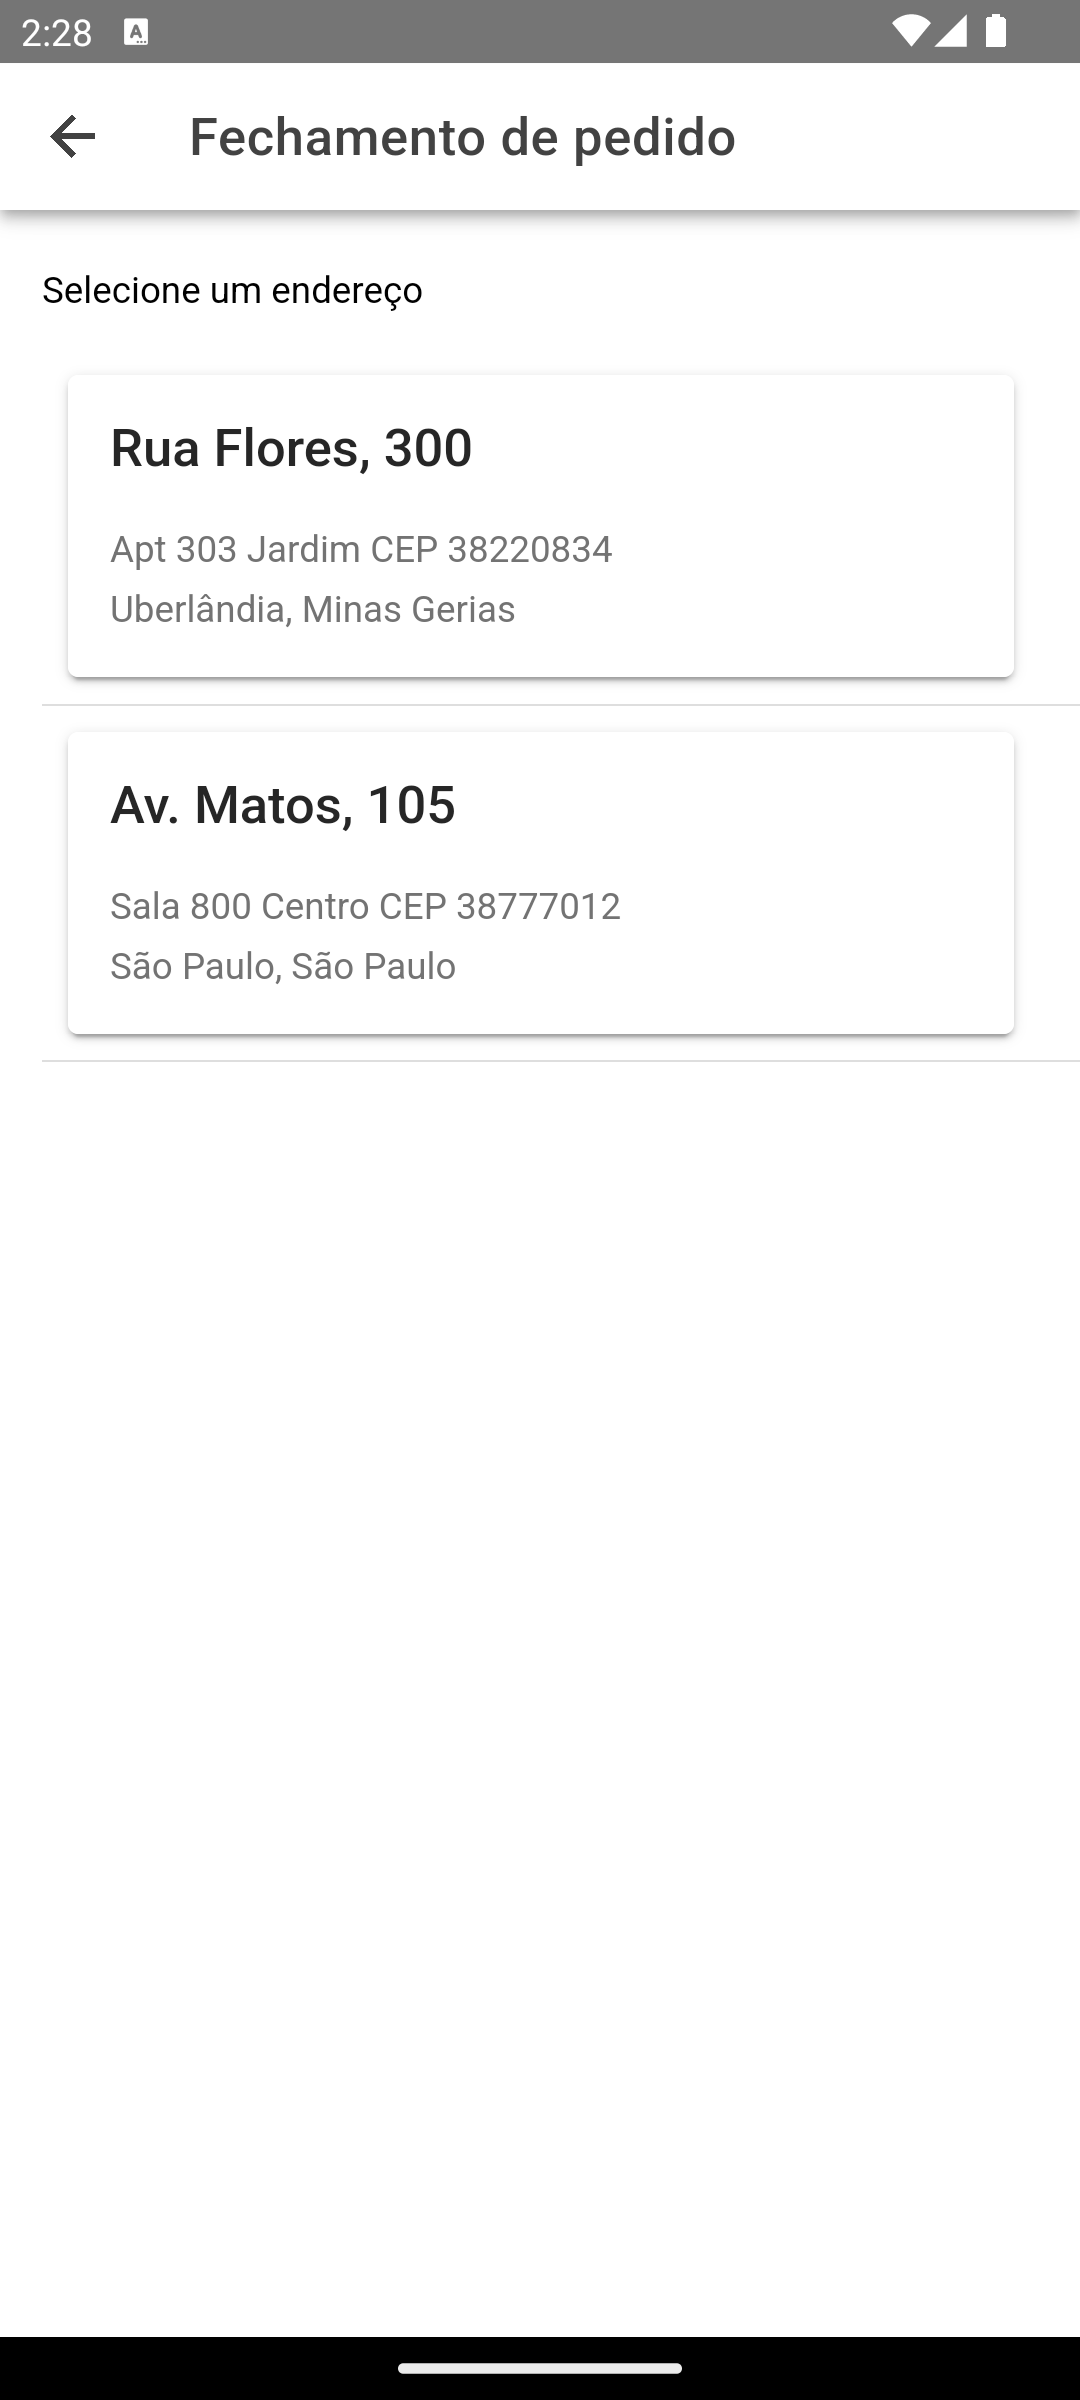 2:28
Fechamento de pedido
Selecione um endereço
Rua Flores, 300
Apt 303 Jardim CEP 38220834
Uberlândia, Minas Gerias
Av. Matos, 105
Sala 800 Centro CEP 38777012
São Paulo, São Paulo